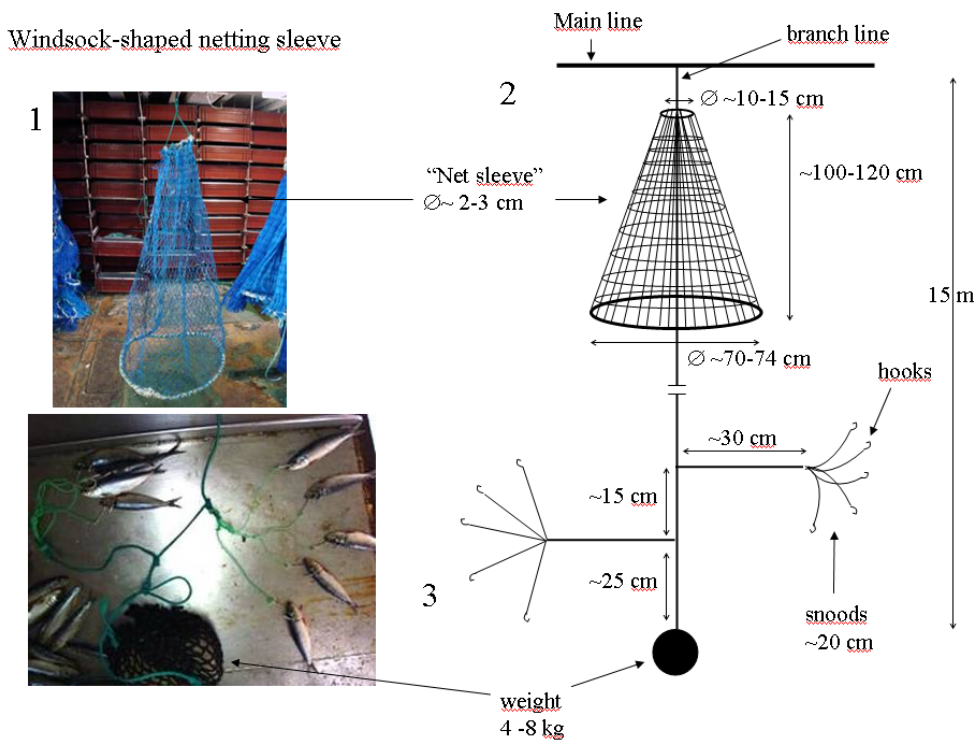 Windsock-shaped netting sleeve
1
2
Main line
branch line
∅ ~10-15 cm
~100-120 cm
"Net sleeve"
∅~ 2-3 cm
15 m
∅ ~70-74 cm
hooks
~30 cm
~15 cm
~25 cm
3
snoods
~20 cm
weight
4 -8 kg